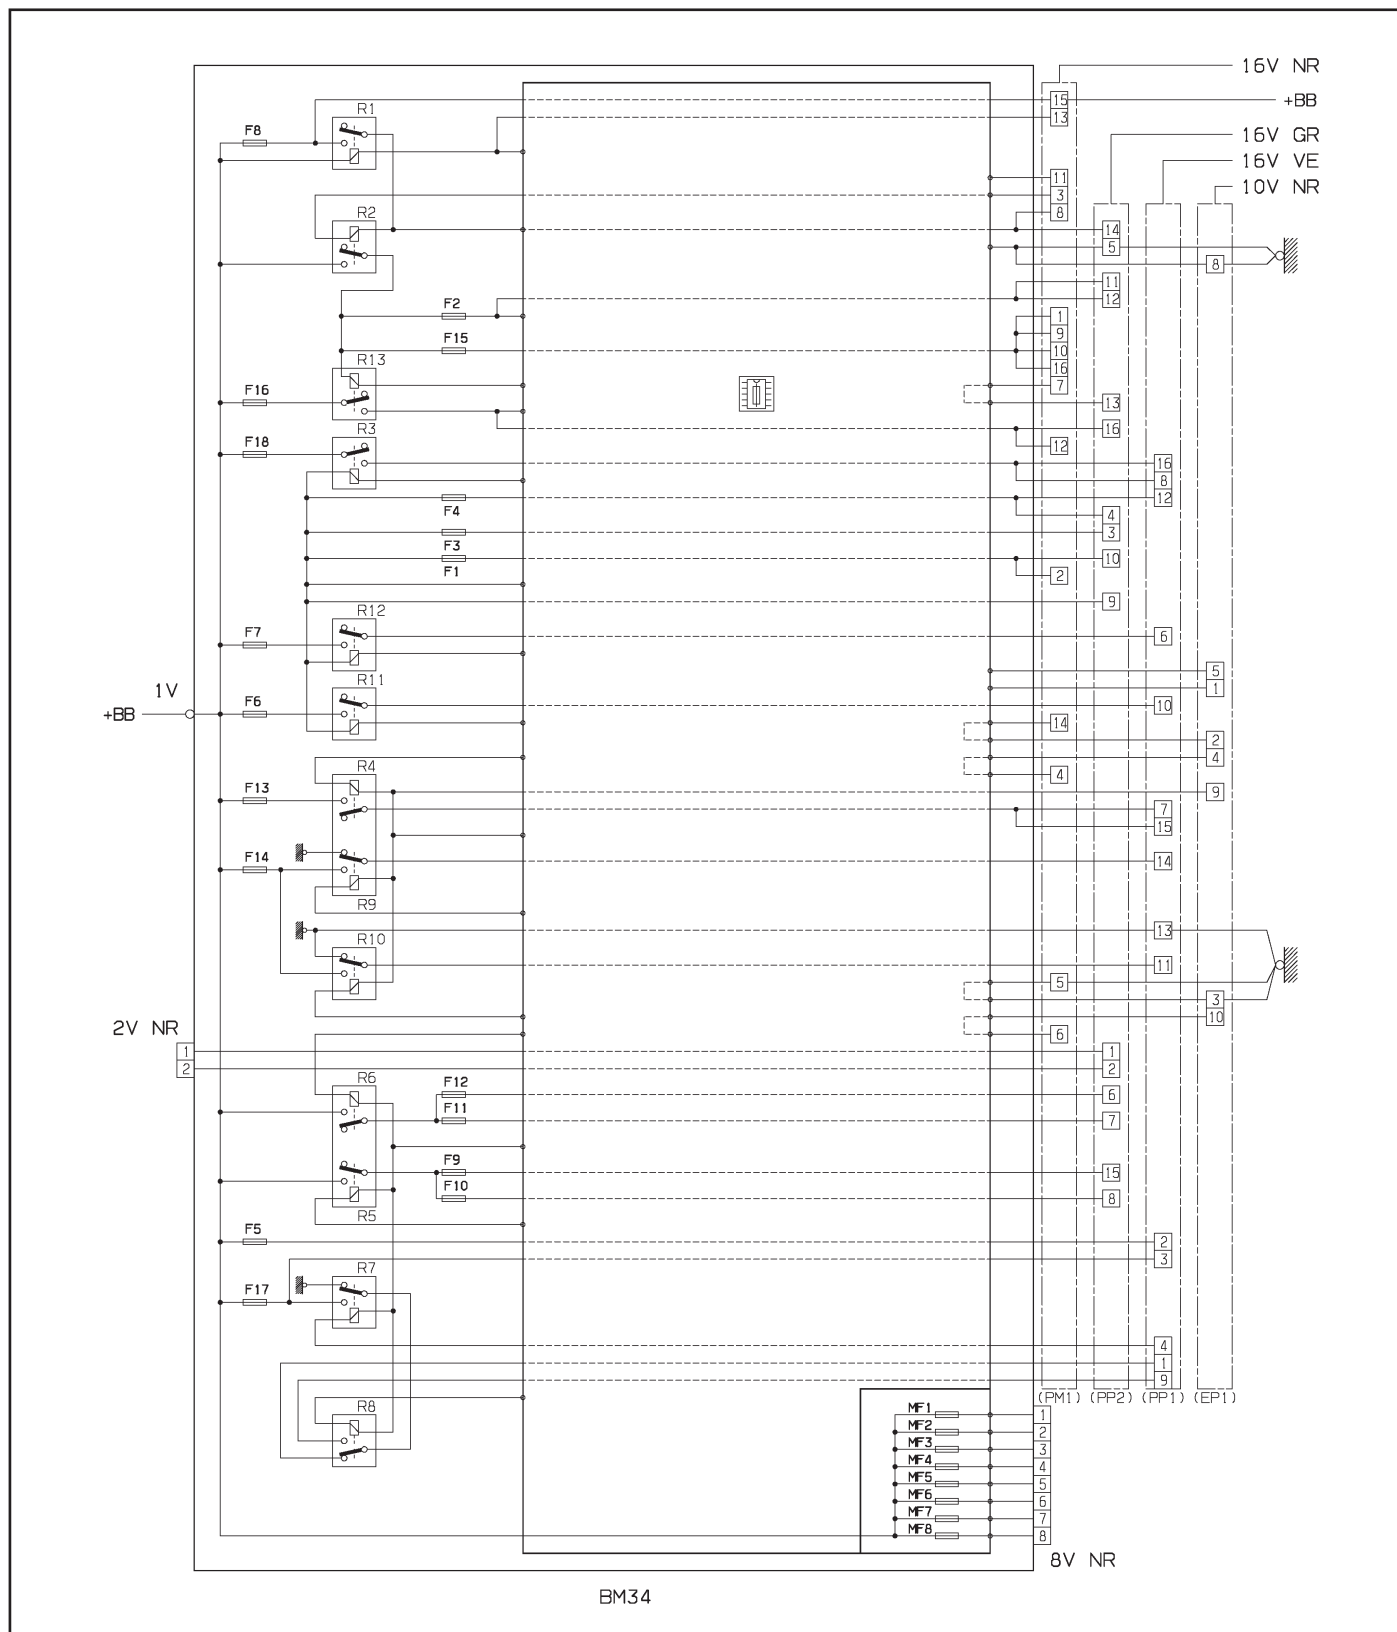 16V NR
15
+BB
R1
13
F8
16V GR
16V VE
11
10V NR
3
R2
8
14
5
8
11
F2
12
1
F15
9
10
R13
16
7
F16
13
R3
16
F18
12
16
8
12
F4
4
3
F3
10
F1
2
9
R12
F7
6
5
R11
1
1V
F6
10
+BB
14
2
4
R4
4
F13
9
7
15
F14
14
R9
13
R10
11
5
3
2V NR
10
6
1
1
2
2
R6
F12
6
F11
7
F9
15
F10
8
R5
F5
2
3
R7
F17
4
1
9
(PM1) (PP2) (PP1) (EP1)
R8
MF1
1
MF2
2
MF3
3
MF4
4
MF5
5
MF6
6
MF7
7
MF8
8
8V NR
BM34